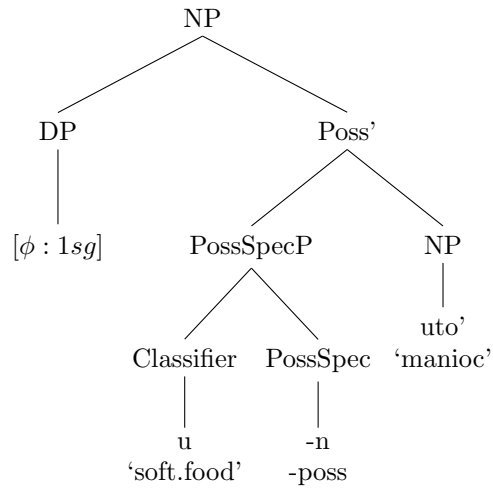 NP
DP Poss’
[ϕ : 1sg] PossSpecP NP
uto’
‘manioc’
Classifier PossSpec
u -n
‘soft.food’ -poss